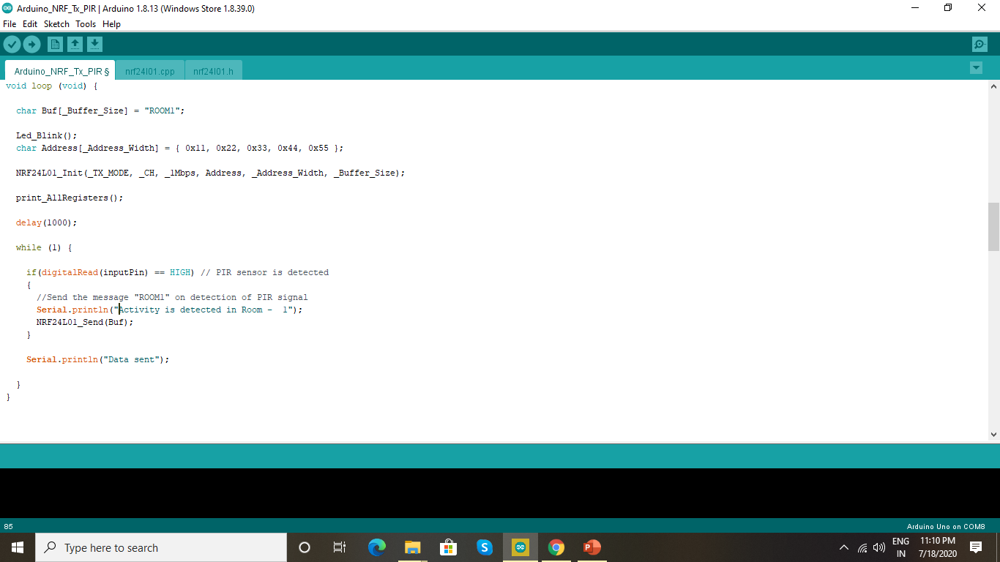 Arduino_NRF_Tx_PIR | Arduino 1.8.13 (Windows Store 1.8.39.0)
File Edit Sketch Tools Help
Arduino_NRF_Tx_PIR § nrf24l01.cpp nrf24l01.h
void loop (void) {
char Buf[_Buffer_Size] = "ROOM1";
Led_Blink();
char Address[_Address_Width] = { 0x11, 0x22, 0x33, 0x44, 0x55 };
NRF24L01_Init(_TX_MODE, _CH, _1Mbps, Address, _Address_Width, _Buffer_Size);
print_AllRegisters();
delay(1000);
while (1) {
if(digitalRead(inputPin) == HIGH) // PIR sensor is detected
{
//Send the message "ROOM1" on detection of PIR signal
Serial.println("Activity is detected in Room -  1");
NRF24L01_Send(Buf);
}
Serial.println("Data sent");
}
}
85 Arduino Uno on COM8
Type here to search
S
P
ENG
IN
11:10 PM
7/18/2020